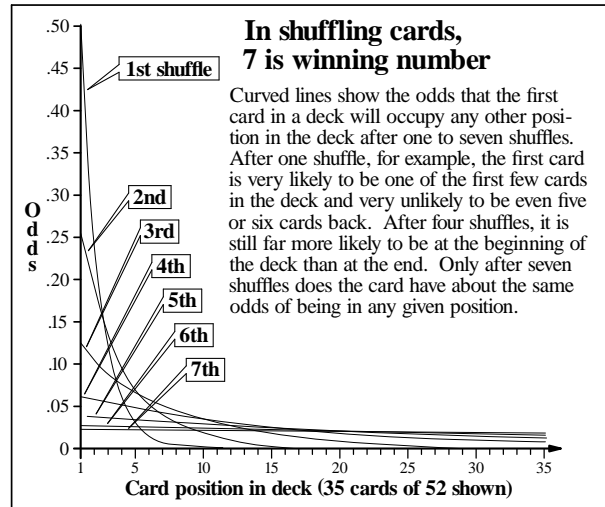 In shuffling cards,
7 is winning number
Curved lines show the odds that the first
card in a deck will occupy any other posi-
tion in the deck after one to seven shuffles.
After one shuffle, for example, the first card
is very likely to be one of the first few cards
in the deck and very unlikely to be even five
or six cards back. After four shuffles, it is
still far more likely to be at the beginning of
the deck than at the end. Only after seven
shuffles does the card have about the same
odds of being in any given position.
.50
.45
.40
.35
.30
.25
.20
.15
.10
.05
0
Odds
1st shuffle
2nd
3rd
4th
5th
6th
7th
1 5 10 15 20 25 30 35
Card position in deck (35 cards of 52 shown)